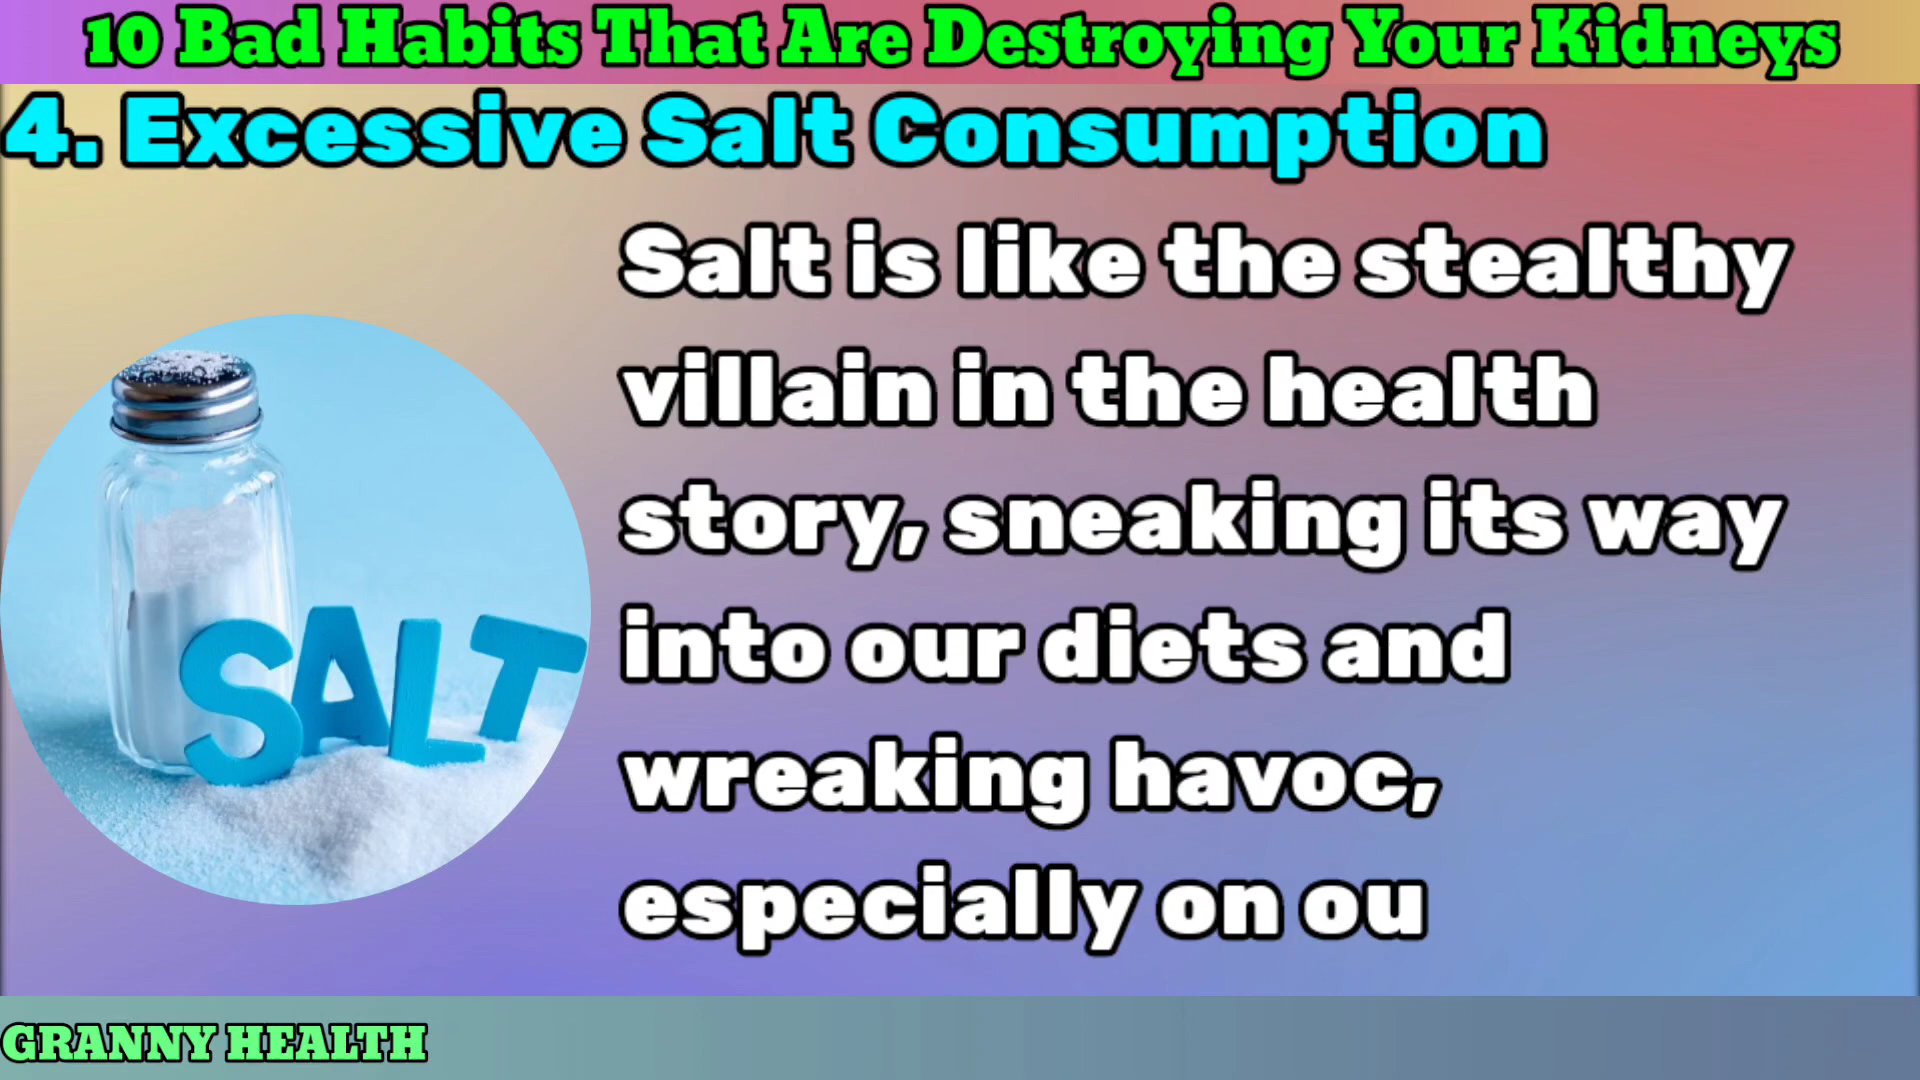 10 Bad Habits That Are Destroying Your Kidneys
4. Excessive Salt Consumption
Salt is like the stealthy
villain in the health
story, sneaking its way
into our diets and
wreaking havoc,
especially on ou
SALT
GRANNY HEALTH